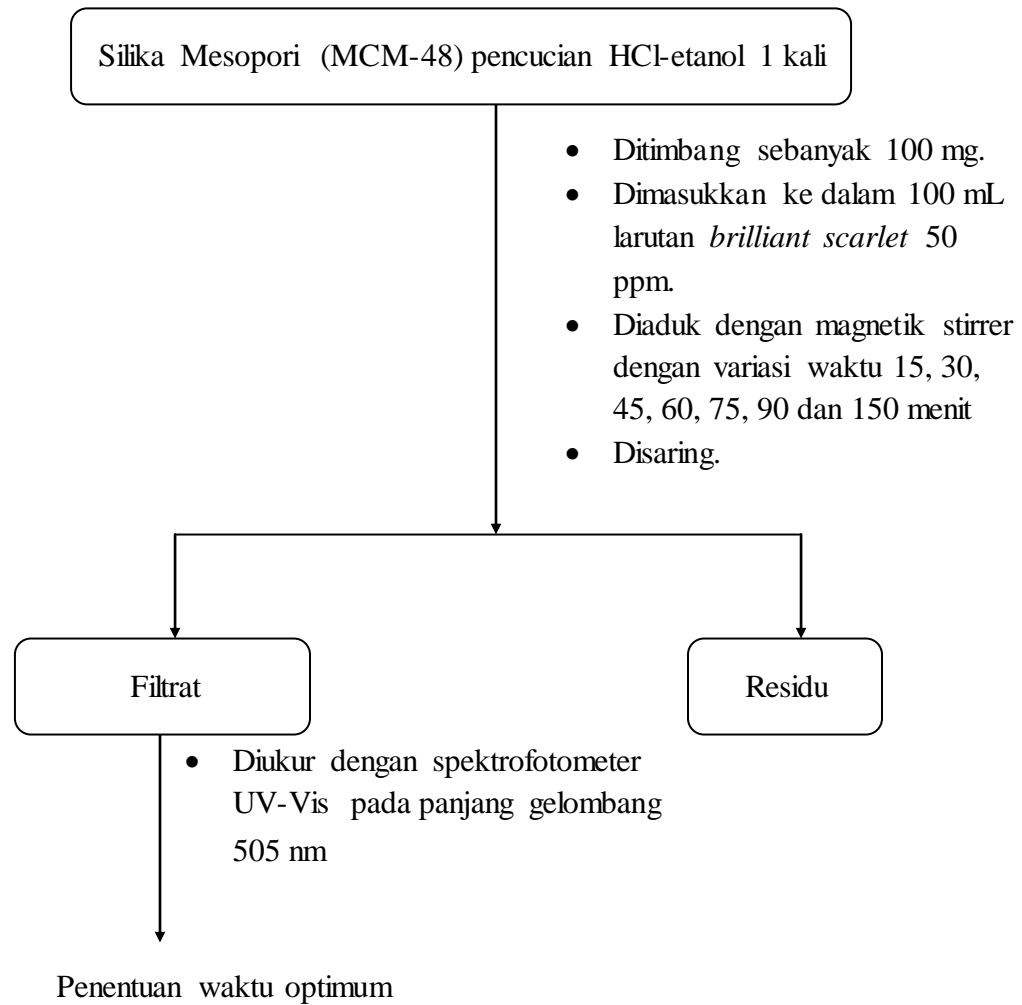 Silika Mesopori (MCM-48) pencucian HCl-etanol 1 kali
• Ditimbang sebanyak 100 mg.
• Dimasukkan ke dalam 100 mL
larutan brilliant scarlet 50
ppm.
• Diaduk dengan magnetik stirrer
dengan variasi waktu 15, 30,
45, 60, 75, 90 dan 150 menit
• Disaring.
Filtrat
Residu
• Diukur dengan spektrofotometer
UV-Vis pada panjang gelombang
505 nm
Penentuan waktu optimum